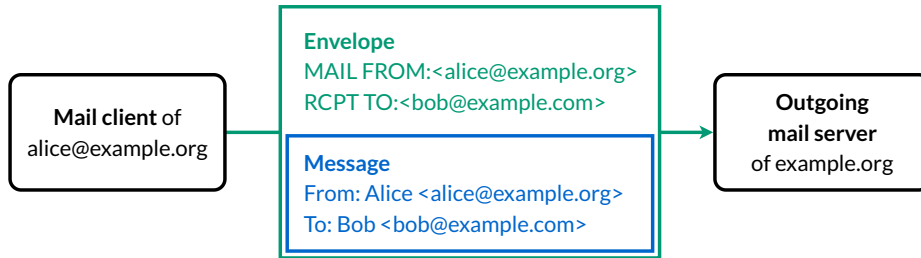 Mail client of
alice@example.org
Envelope
MAIL FROM:<alice@example.org>
RCPT TO:<bob@example.com>
Message
From: Alice <alice@example.org>
To: Bob <bob@example.com>
Outgoing
mail server
of example.org